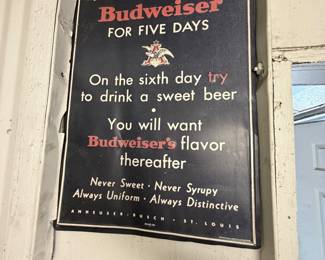 Budweiser
FOR FIVE DAYS
On the sixth day try
to drink a sweet beer
•
You will want
Budweiser's flavor
thereafter
Never Sweet · Never Syrupy
Always Uniform · Always Distinctive
ANHEUSER-BUSCH · ST. LOUIS